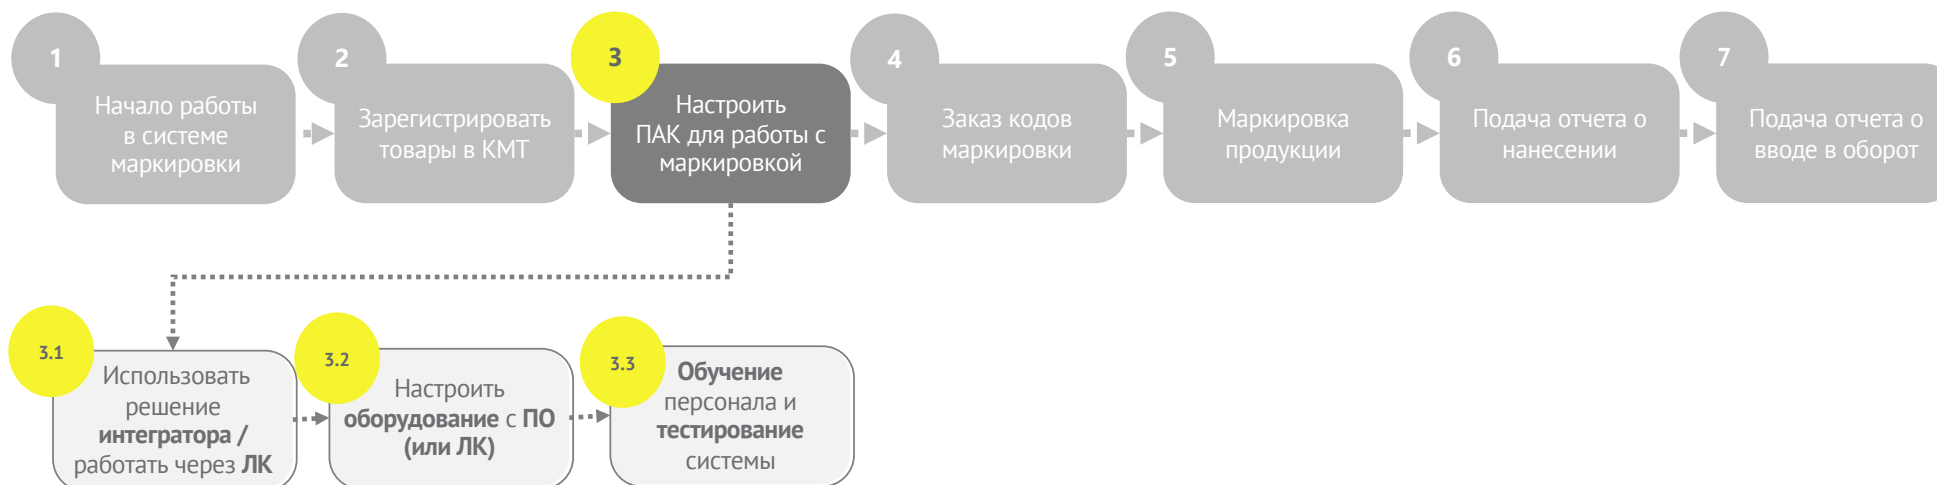 1
Начало работы
в системе
маркировки
2
Зарегистрировать
товары в КМТ
3
Настроить
ПАК для работы с
маркировкой
4
Заказ кодов
маркировки
5
Маркировка
продукции
6
Подача отчета о
нанесении
7
Подача отчета о
вводе в оборот
3.1
Использовать
решение
интегратора /
работать через ЛК
3.2
Настроить
оборудование с ПО
(или ЛК)
3.3
Обучение
персонала и
тестирование
системы